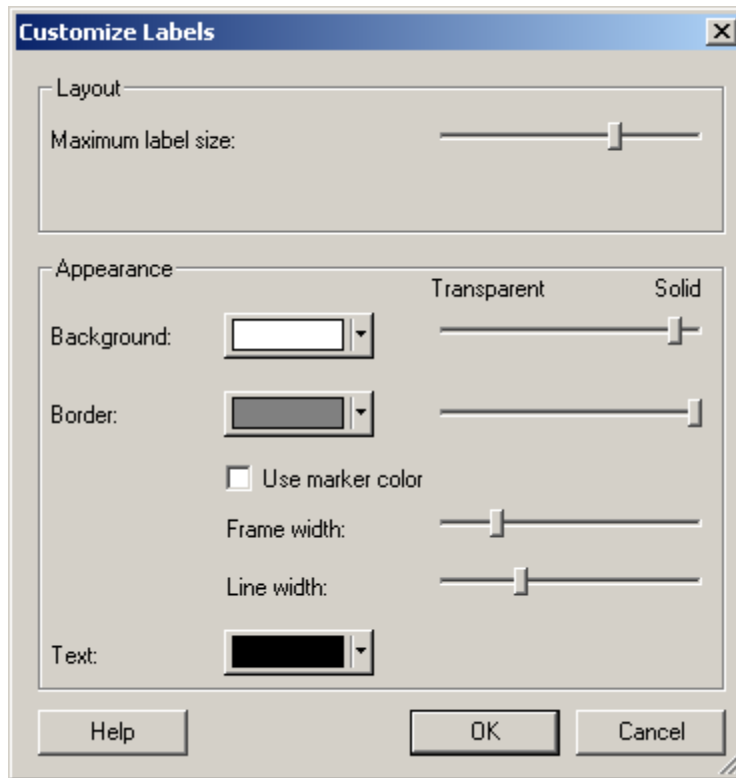 Customize Labels
Layout
Maximum label size:
Appearance
Transparent Solid
Background:
Border:
Use marker color
Frame width:
Line width:
Text:
Help OK Cancel